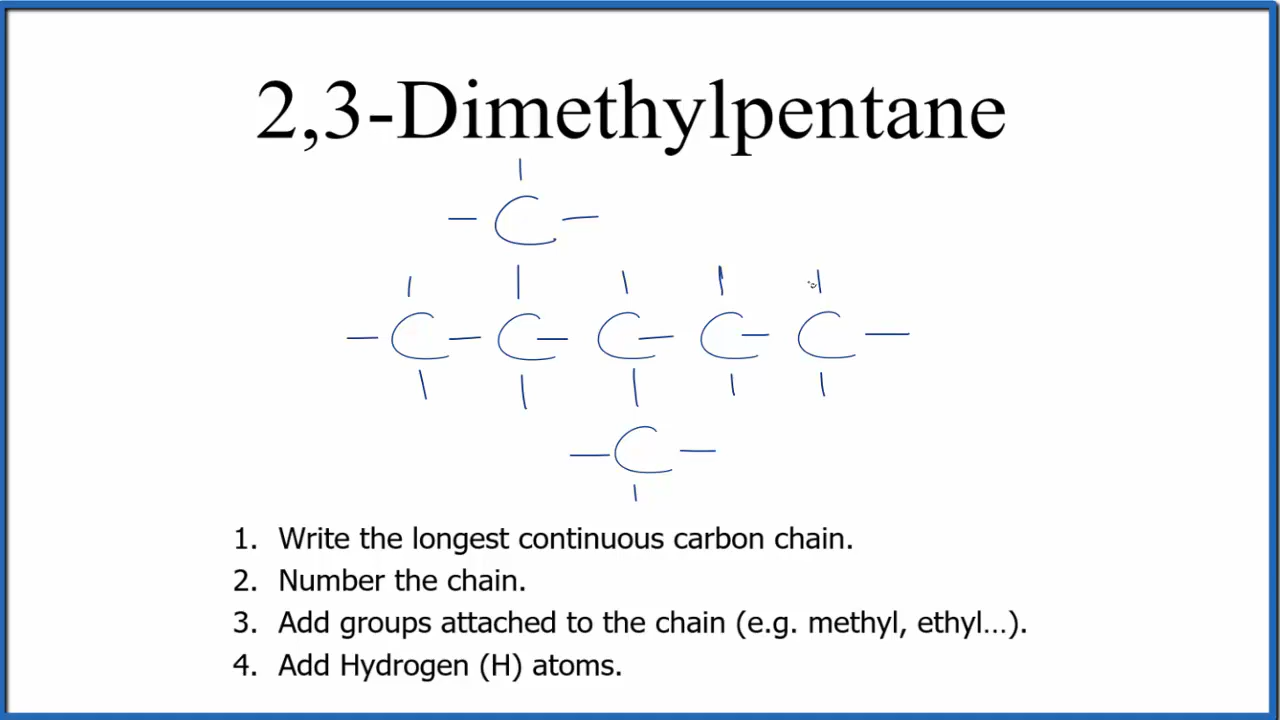 2,3-Dimethylpentane
C
C C C C C
C
1. Write the longest continuous carbon chain.
2. Number the chain.
3. Add groups attached to the chain (e.g. methyl, ethyl…).
4. Add Hydrogen (H) atoms.